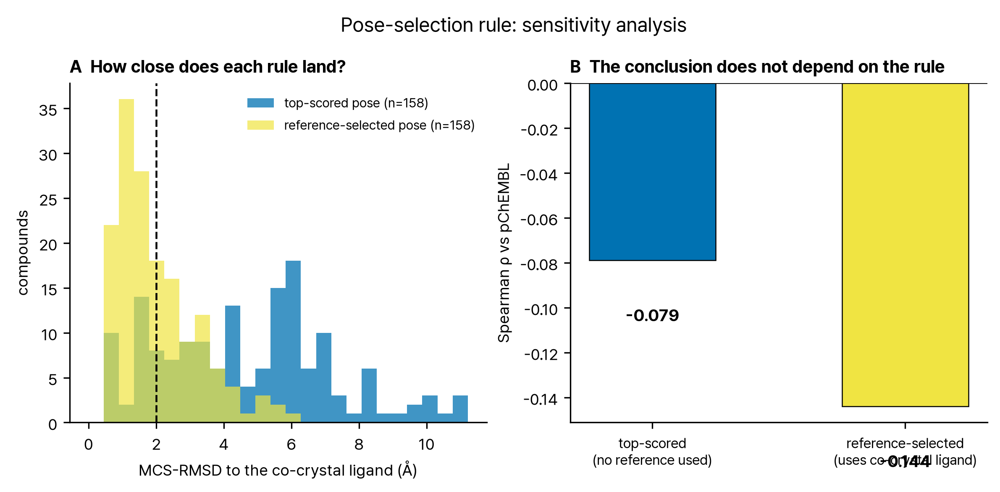 Pose-selection rule: sensitivity analysis
A How close does each rule land?
35
30
25
20
15
10
5
0
compounds
top-scored pose (n=158)
reference-selected pose (n=158)
0 2 4 6 8 10
MCS-RMSD to the co-crystal ligand (Å)
B The conclusion does not depend on the rule
0.00
-0.02
-0.04
-0.06
-0.08
-0.10
-0.12
-0.14
Spearman ρ vs pChEMBL
-0.079
top-scored
(no reference used)
reference-selected
(uses co-crystal ligand)
-0.144